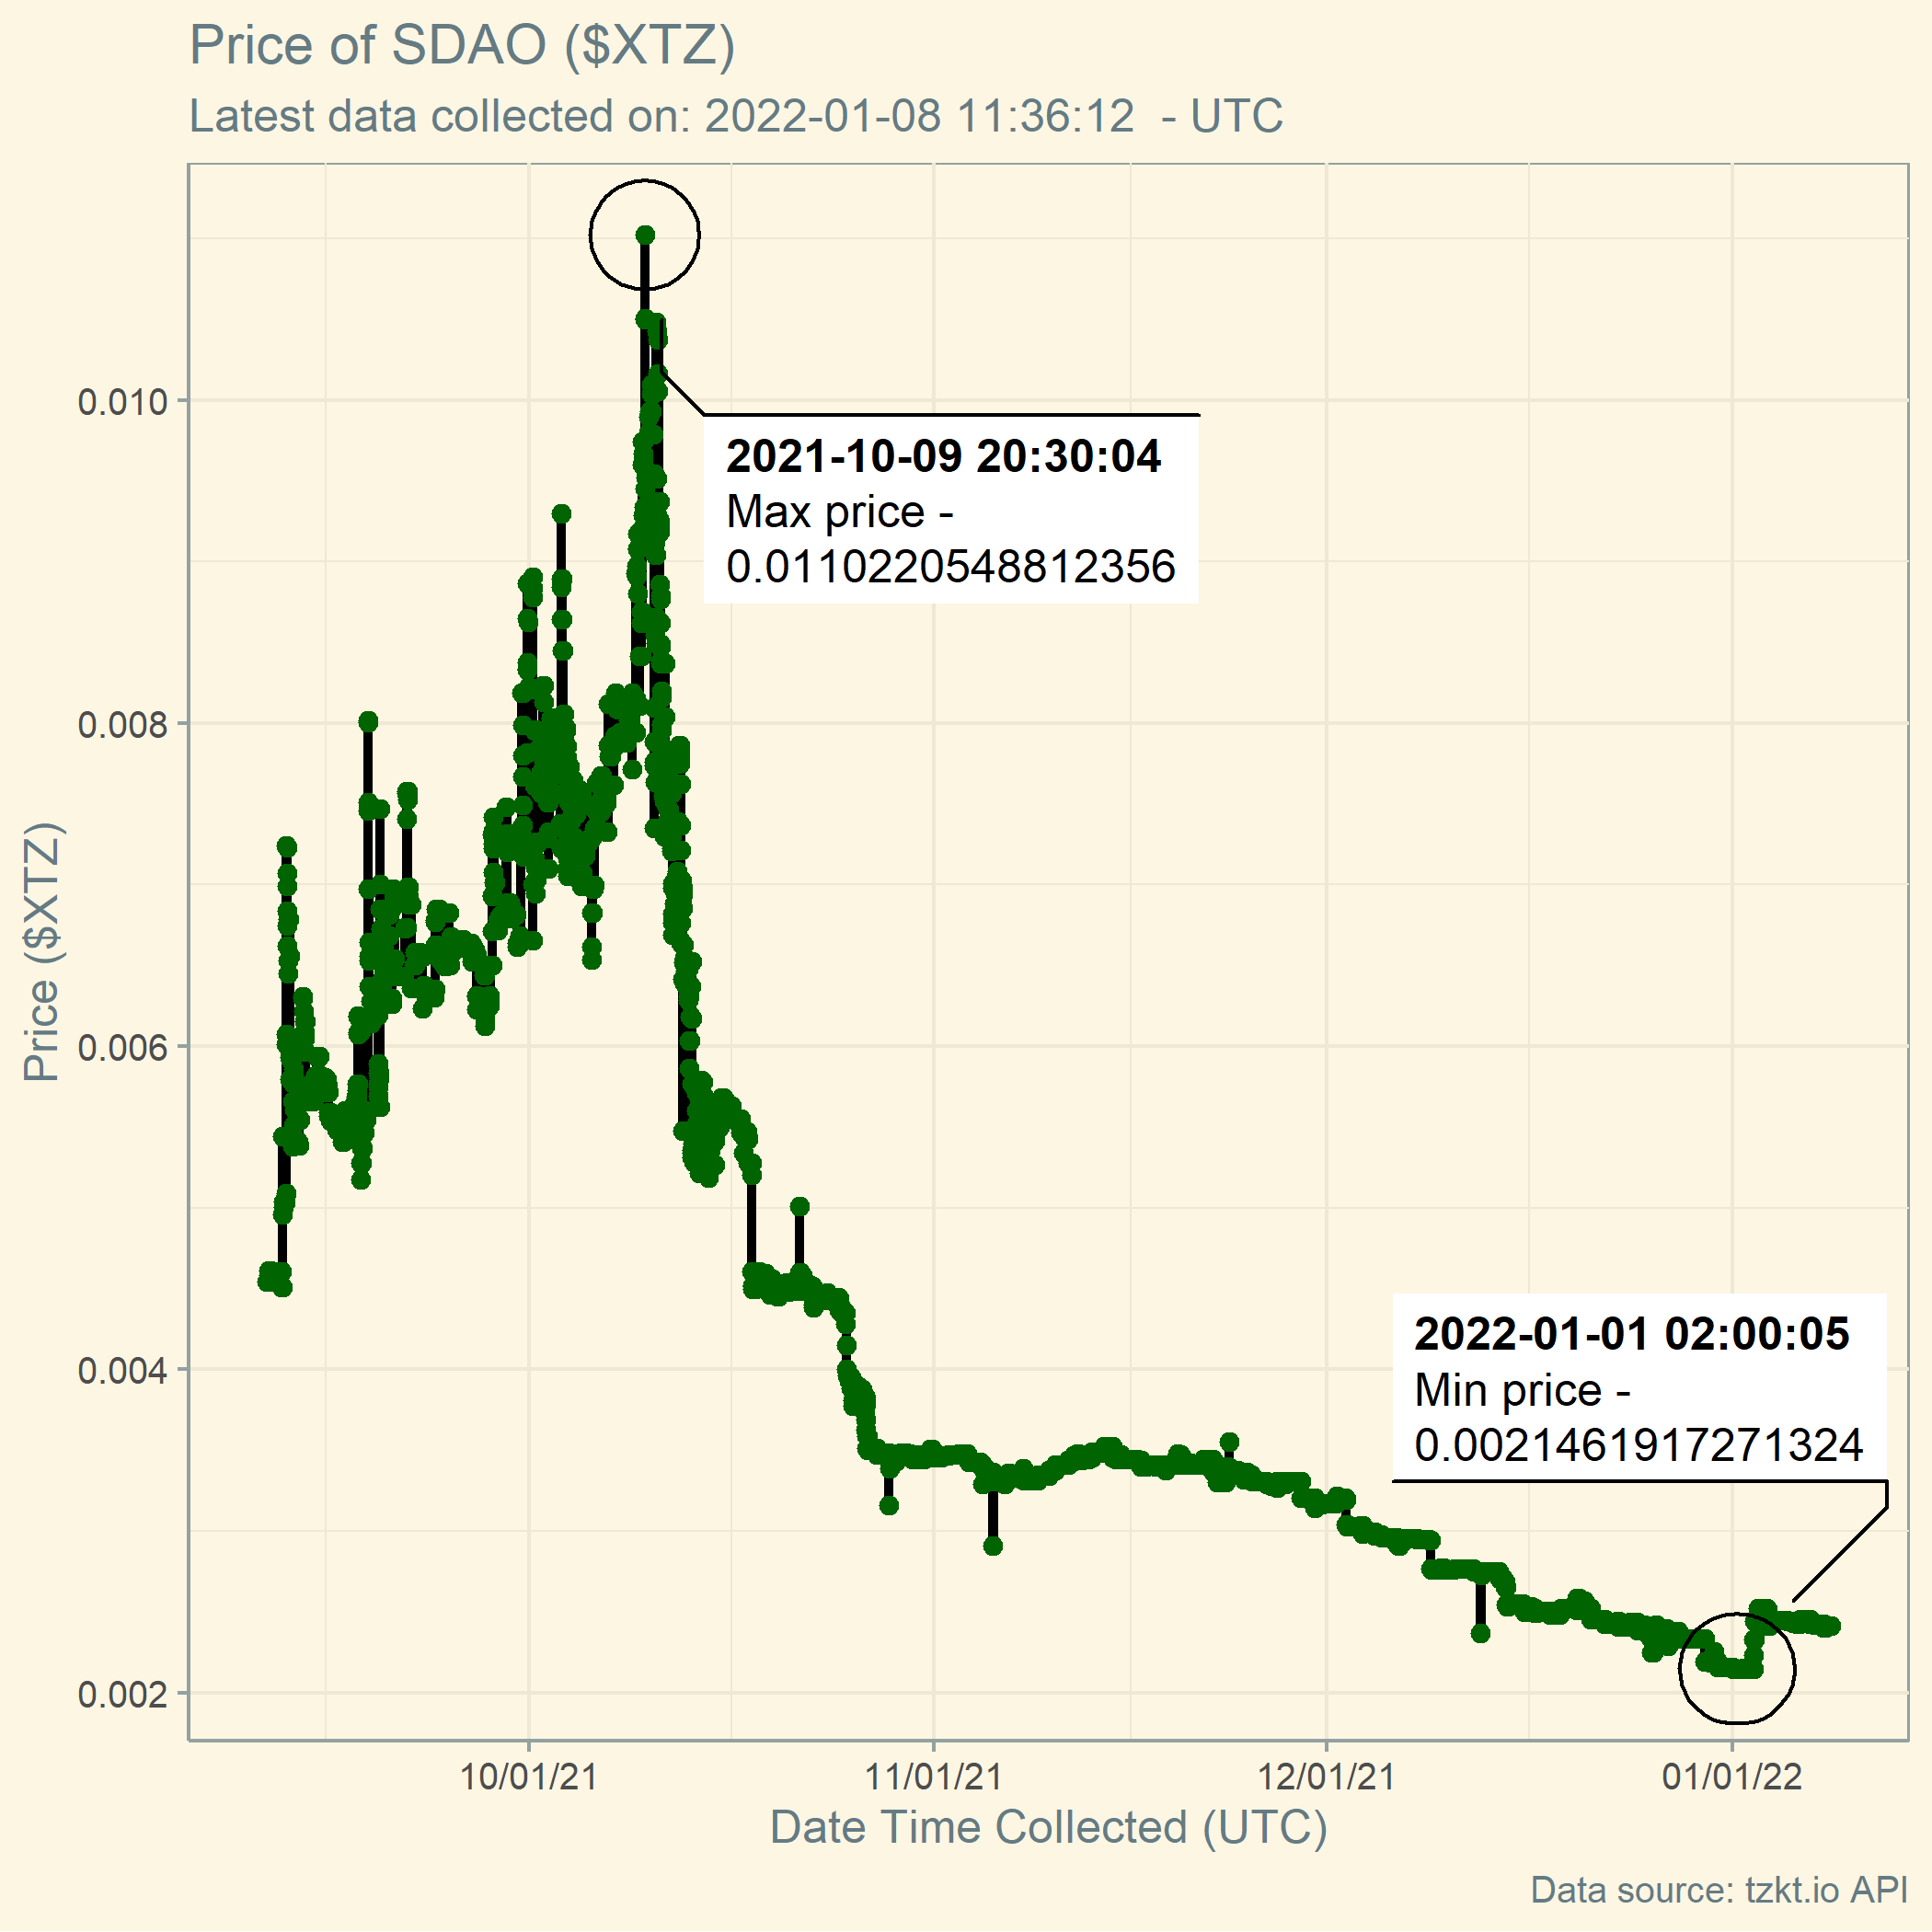 Price of SDAO ($XTZ)
Latest data collected on: 2022-01-08 11:36:12  - UTC
Price ($XTZ)
0.010
0.008
0.006
0.004
0.002
2021-10-09 20:30:04
Max price -
0.0110220548812356
2022-01-01 02:00:05
Min price -
0.0021461917271324
10/01/21
11/01/21
12/01/21
01/01/22
Date Time Collected (UTC)
Data source: tzkt.io API